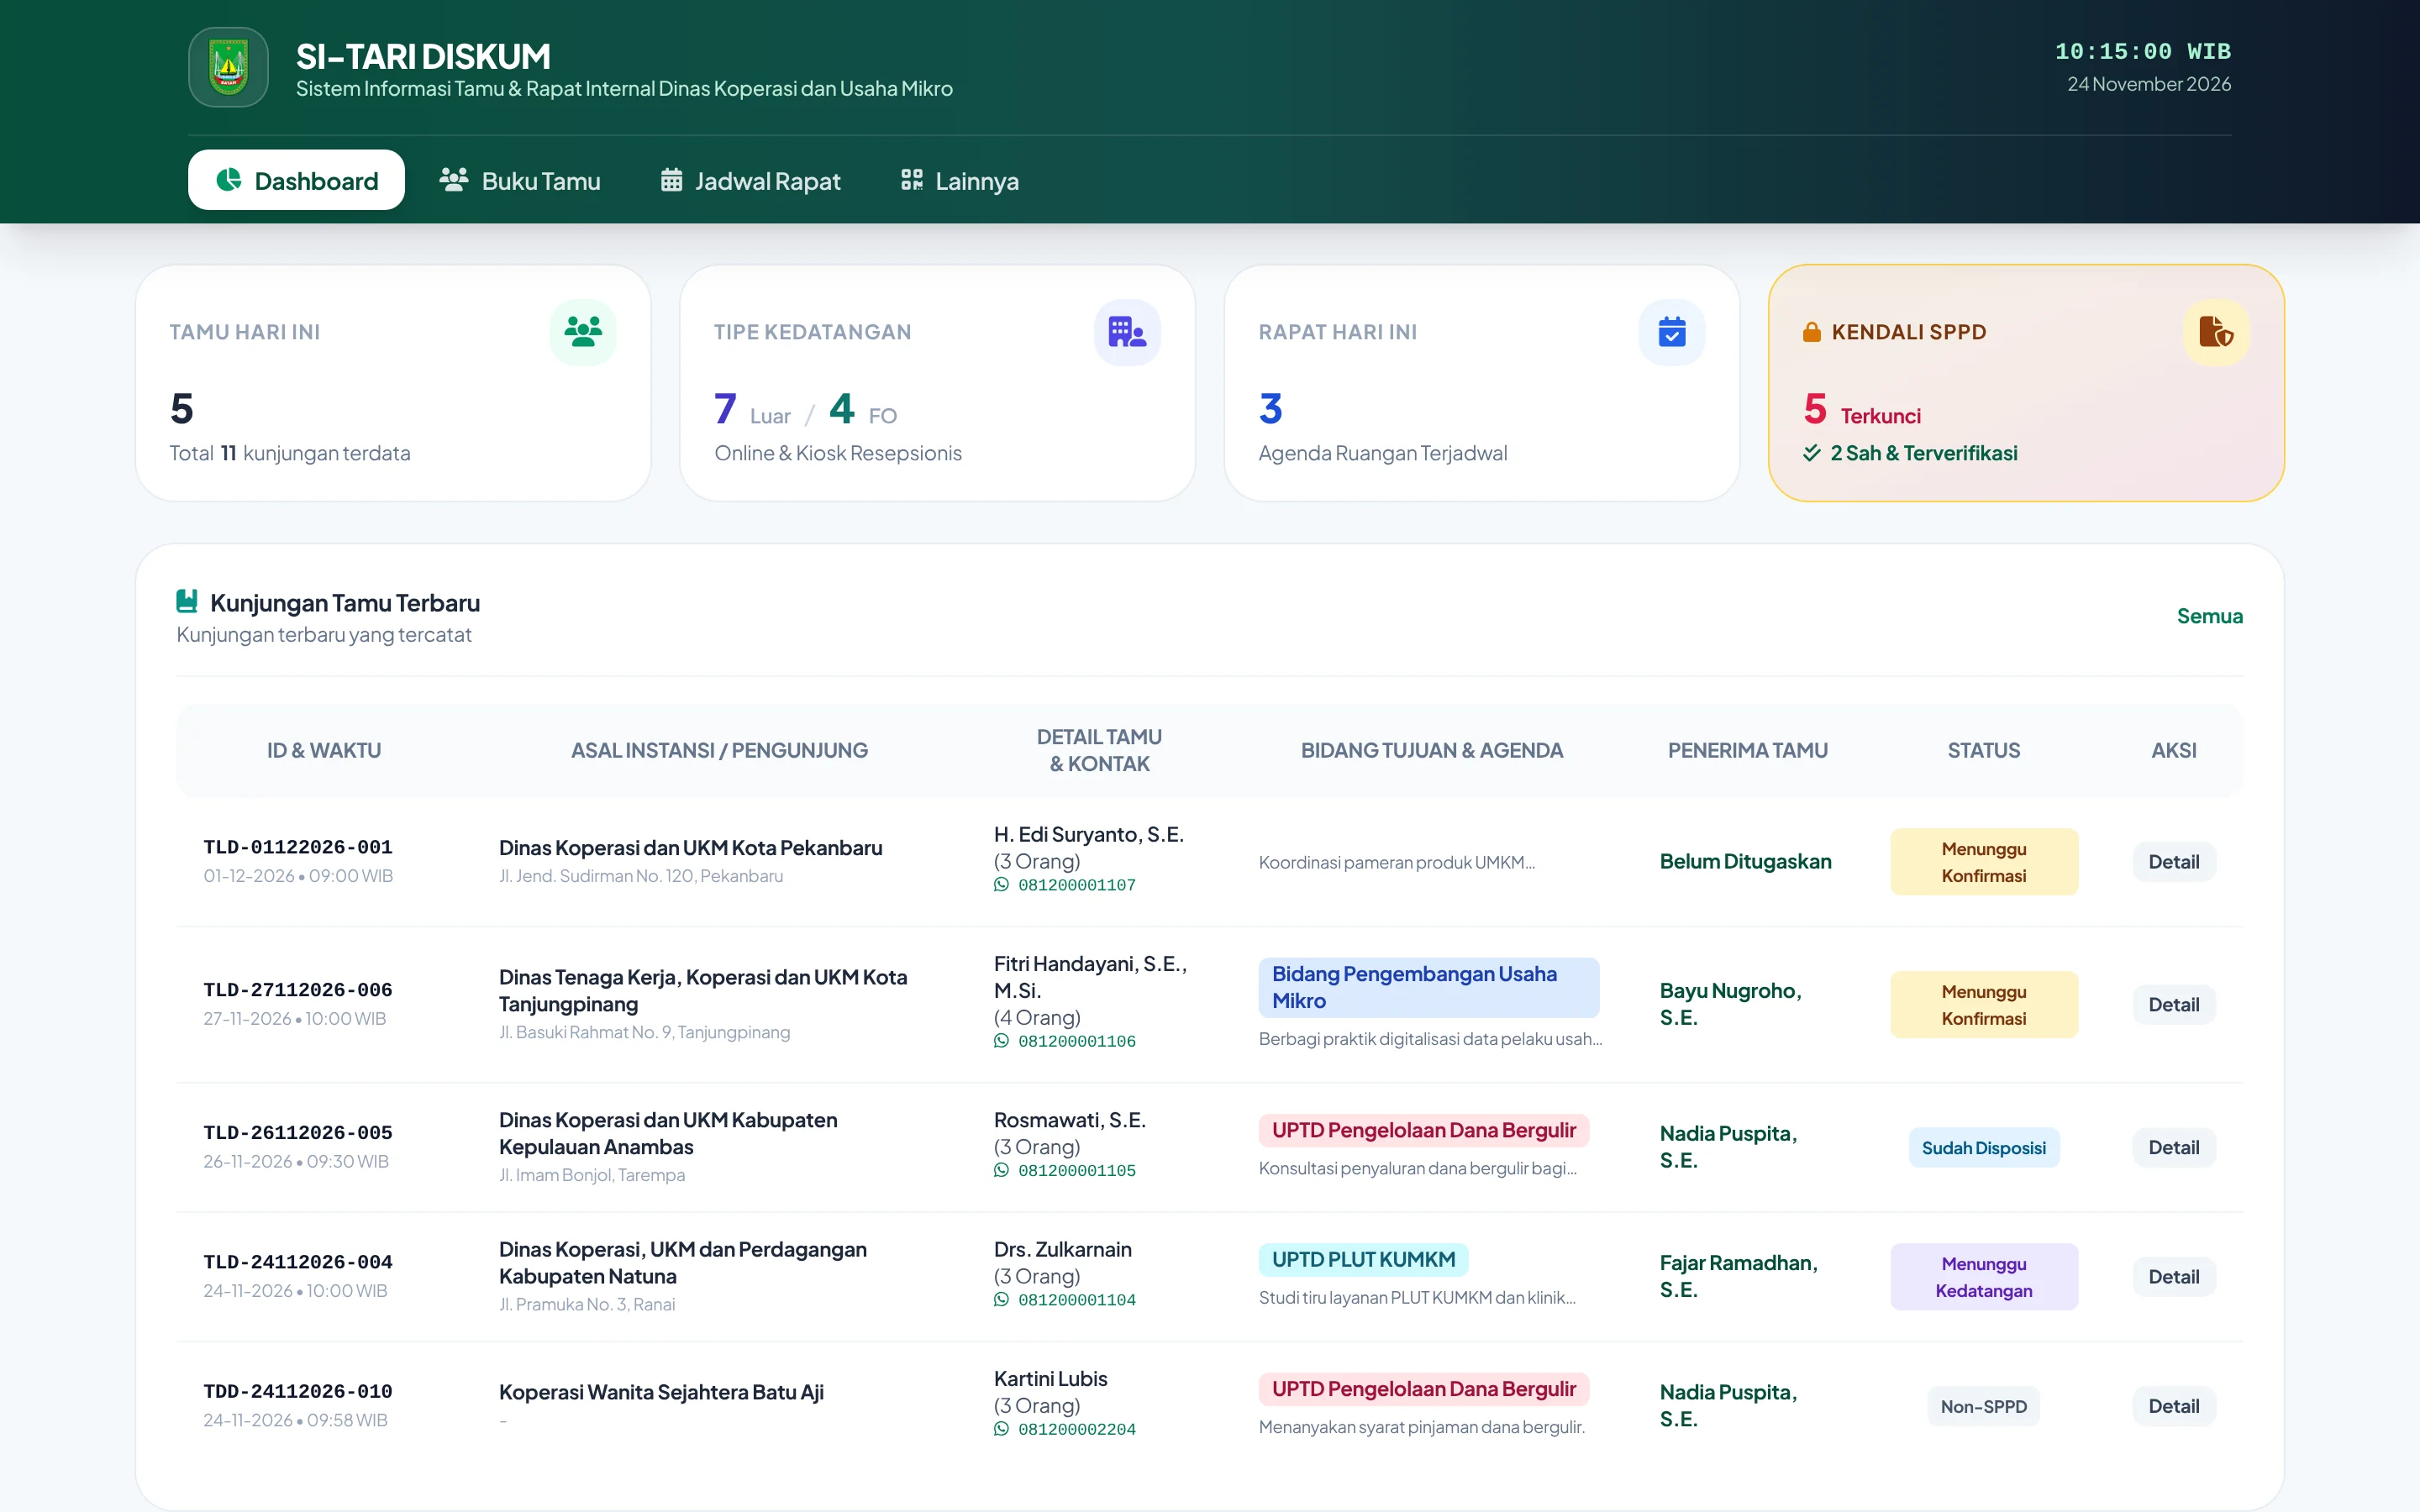 SI-TARI DISKUM
Sistem Informasi Tamu & Rapat Internal Dinas Koperasi dan Usaha Mikro
10:15:00 WIB
24 November 2026
Dashboard
Buku Tamu
Jadwal Rapat
Lainnya
TAMU HARI INI
5
Total 11 kunjungan terdata
TIPE KEDATANGAN
7 Luar / 4 FO
Online & Kiosk Resepsionis
RAPAT HARI INI
3
Agenda Ruangan Terjadwal
KENDALI SPPD
5 Terkunci
2 Sah & Terverifikasi
Kunjungan Tamu Terbaru
Kunjungan terbaru yang tercatat
Semua
ID & WAKTU
ASAL INSTANSI / PENGUNJUNG
DETAIL TAMU
& KONTAK
BIDANG TUJUAN & AGENDA
PENERIMA TAMU
STATUS
AKSI
TLD-01122026-001
01-12-2026 • 09:00 WIB
Dinas Koperasi dan UKM Kota Pekanbaru
Jl. Jend. Sudirman No. 120, Pekanbaru
H. Edi Suryanto, S.E.
(3 Orang)
081200001107
Koordinasi pameran produk UMKM...
Belum Ditugaskan
Menunggu
Konfirmasi
Detail
TLD-27112026-006
27-11-2026 • 10:00 WIB
Dinas Tenaga Kerja, Koperasi dan UKM Kota
Tanjungpinang
Jl. Basuki Rahmat No. 9, Tanjungpinang
Fitri Handayani, S.E.,
M.Si.
(4 Orang)
081200001106
Bidang Pengembangan Usaha
Mikro
Berbagi praktik digitalisasi data pelaku usah...
Bayu Nugroho,
S.E.
Menunggu
Konfirmasi
Detail
TLD-26112026-005
26-11-2026 • 09:30 WIB
Dinas Koperasi dan UKM Kabupaten
Kepulauan Anambas
Jl. Imam Bonjol, Tarempa
Rosmawati, S.E.
(3 Orang)
081200001105
UPTD Pengelolaan Dana Bergulir
Konsultasi penyaluran dana bergulir bagi...
Nadia Puspita,
S.E.
Sudah Disposisi
Detail
TLD-24112026-004
24-11-2026 • 10:00 WIB
Dinas Koperasi, UKM dan Perdagangan
Kabupaten Natuna
Jl. Pramuka No. 3, Ranai
Drs. Zulkarnain
(3 Orang)
081200001104
UPTD PLUT KUMKM
Studi tiru layanan PLUT KUMKM dan klinik...
Fajar Ramadhan,
S.E.
Menunggu
Kedatangan
Detail
TDD-24112026-010
24-11-2026 • 09:58 WIB
Koperasi Wanita Sejahtera Batu Aji
-
Kartini Lubis
(3 Orang)
081200002204
UPTD Pengelolaan Dana Bergulir
Menanyakan syarat pinjaman dana bergulir.
Nadia Puspita,
S.E.
Non-SPPD
Detail